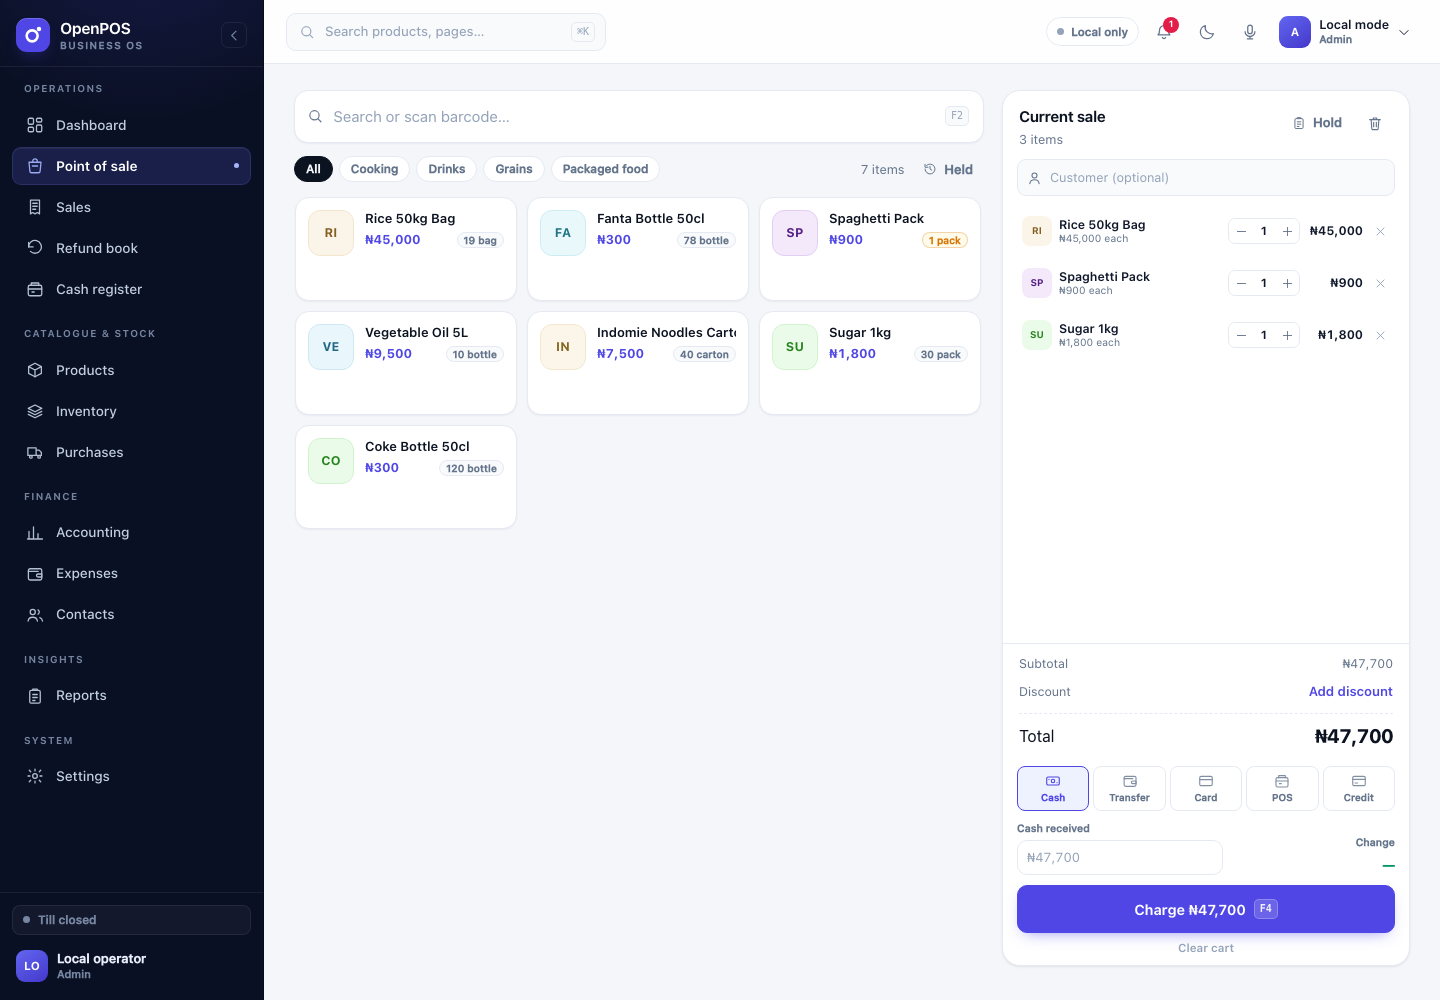 OpenPOS
BUSINESS OS
OPERATIONS
Dashboard
Point of sale
Sales
Refund book
Cash register
CATALOGUE & STOCK
Products
Inventory
Purchases
FINANCE
Accounting
Expenses
Contacts
INSIGHTS
Reports
SYSTEM
Settings
Till closed
LO
Local operator
Admin
Search products, pages...
⌘K
Local only
1
A
Local mode
Admin
Search or scan barcode...
F2
All
Cooking
Drinks
Grains
Packaged food
7 items
Held
RI
Rice 50kg Bag
₦45,000
19 bag
FA
Fanta Bottle 50cl
₦300
78 bottle
SP
Spaghetti Pack
₦900
1 pack
VE
Vegetable Oil 5L
₦9,500
10 bottle
IN
Indomie Noodles Carto
₦7,500
40 carton
SU
Sugar 1kg
₦1,800
30 pack
CO
Coke Bottle 50cl
₦300
120 bottle
Current sale
3 items
Hold
Customer (optional)
RI
Rice 50kg Bag
₦45,000 each
1
₦45,000
SP
Spaghetti Pack
₦900 each
1
₦900
SU
Sugar 1kg
₦1,800 each
1
₦1,800
Subtotal
₦47,700
Discount
Add discount
Total
₦47,700
Cash
Transfer
Card
POS
Credit
Cash received
₦47,700
Change
—
Charge ₦47,700 F4
Clear cart